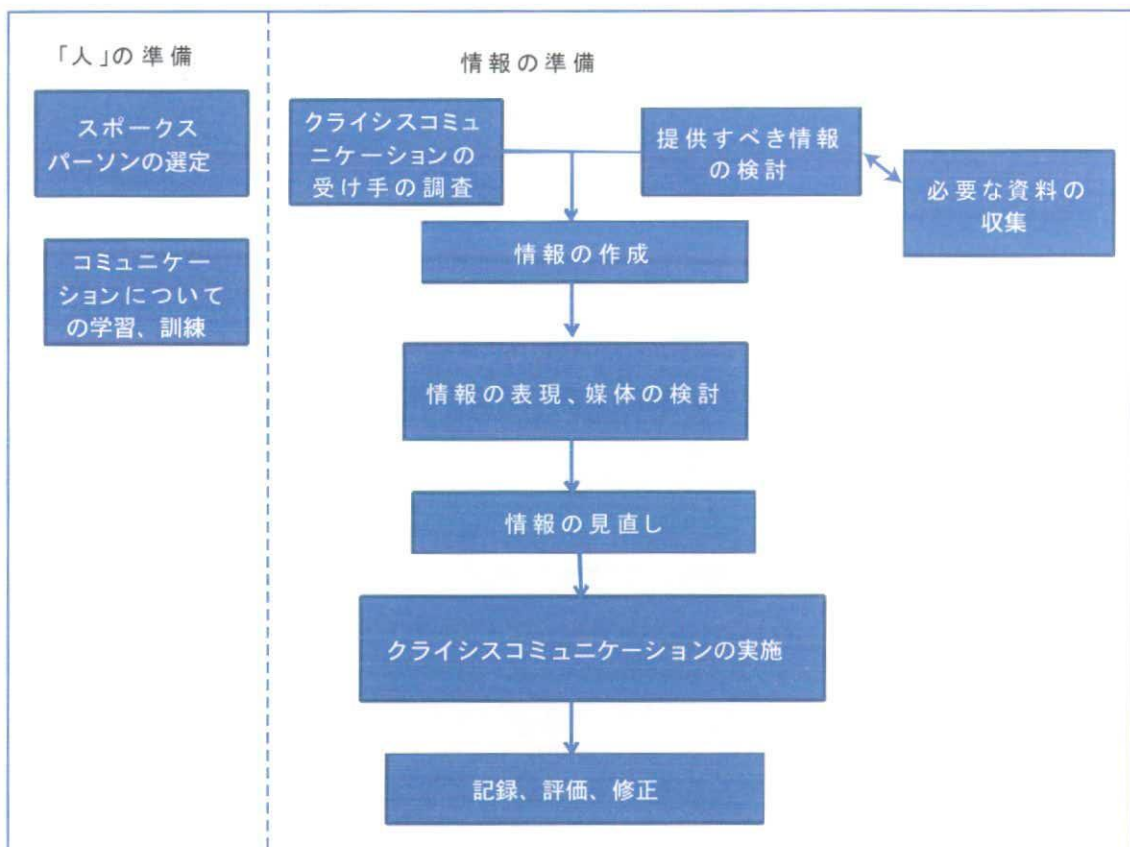 「人」の準備
スポークス
パーソンの選定
コミュニケー
ションについて
の学習、訓練
情報の準備
クライシスコミュ
ニケーションの
受け手の調査
提供すべき情報
の検討
必要な資料の
収集
情報の作成
情報の表現、媒体の検討
情報の見直し
クライシスコミュニケーションの実施
記録、評価、修正